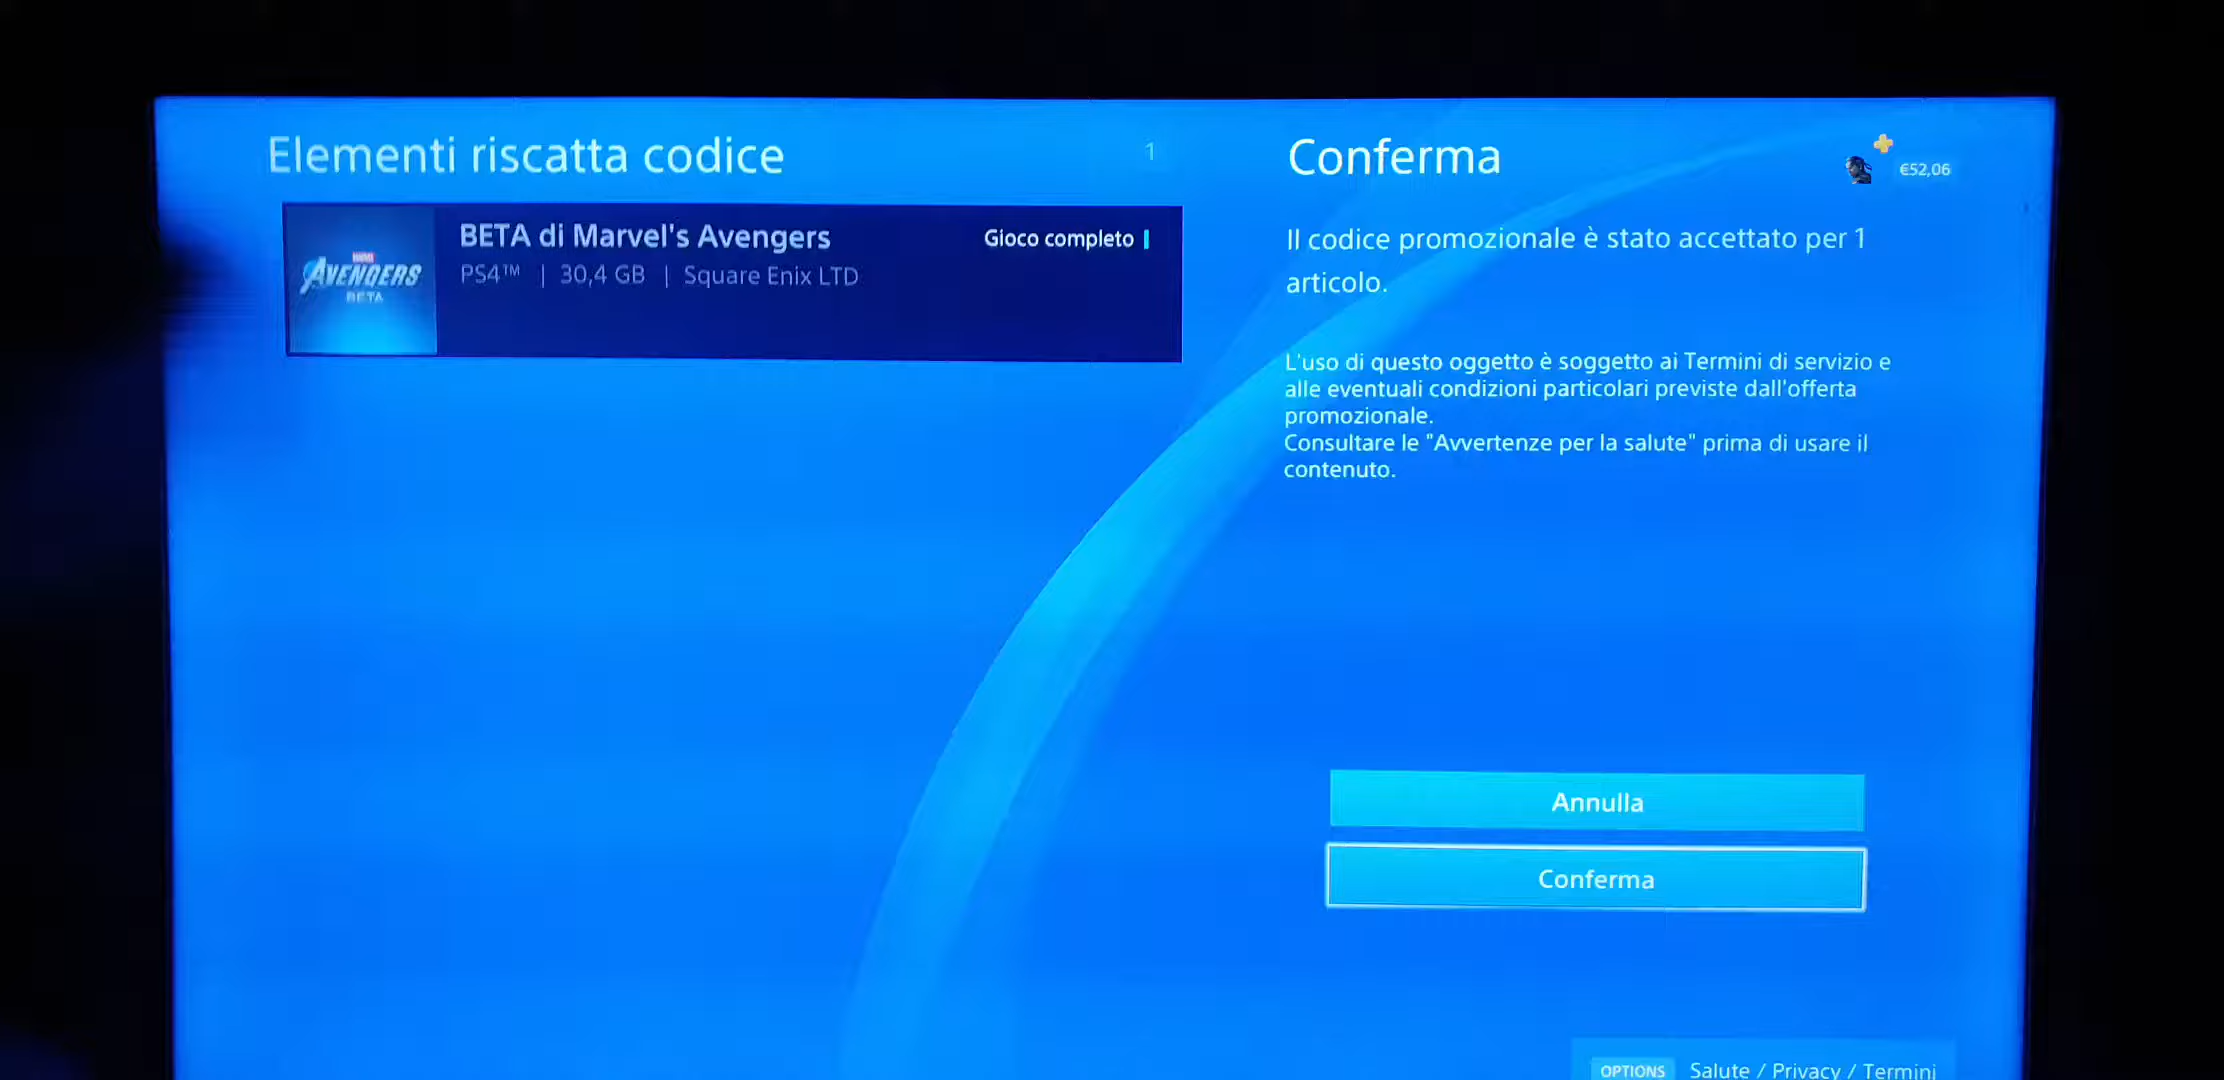 Elementi riscatta codice
1
MARVEL
AVENGERS
BETA
BETA di Marvel's Avengers
Gioco completo
PS4™ | 30,4 GB | Square Enix LTD
Conferma
€52,06
Il codice promozionale è stato accettato per 1
articolo.
L'uso di questo oggetto è soggetto ai Termini di servizio e
alle eventuali condizioni particolari previste dall'offerta
promozionale.
Consultare le "Avvertenze per la salute" prima di usare il
contenuto.
Annulla
Conferma
OPTIONS Salute / Privacy / Termini